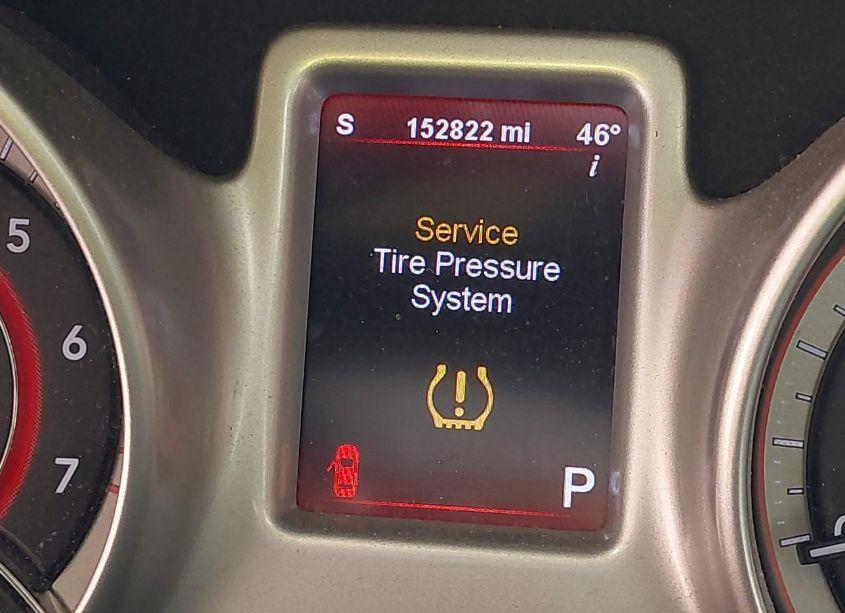 S 152822 mi 46°
i
Service
Tire Pressure
System
!
P
5
6
7